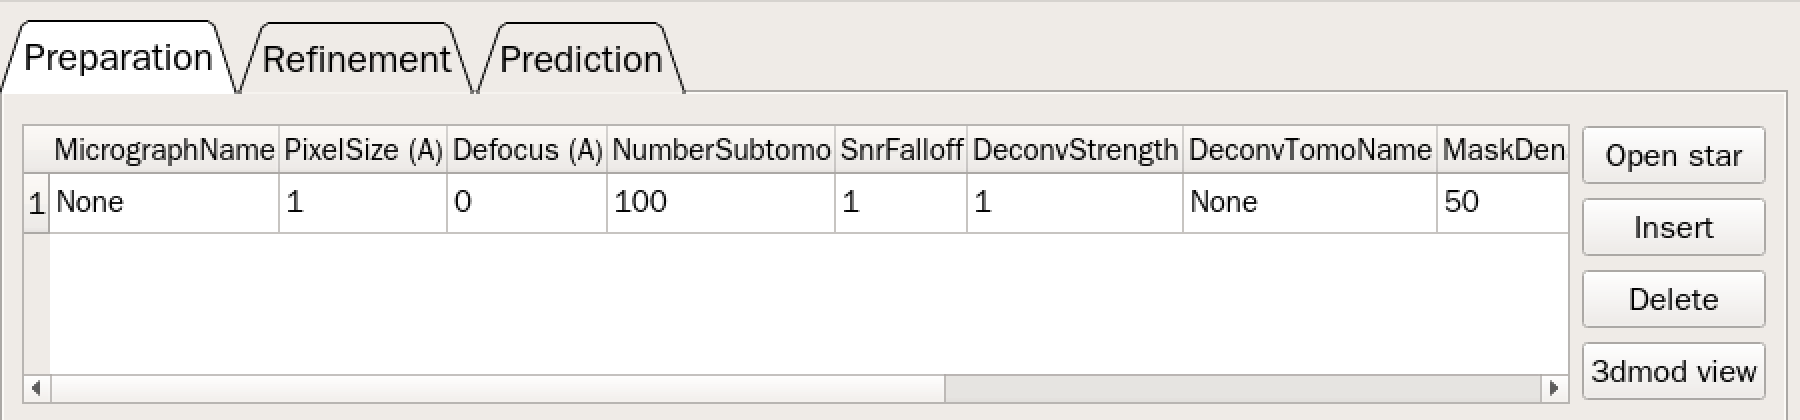 Preparation Refinement Prediction
MicrographName PixelSize (A) Defocus (A) NumberSubtomo SnrFalloff DeconvStrength DeconvTomoName MaskDen
1 None 1 0 100 1 1 None 50
Open star
Insert
Delete
3dmod view